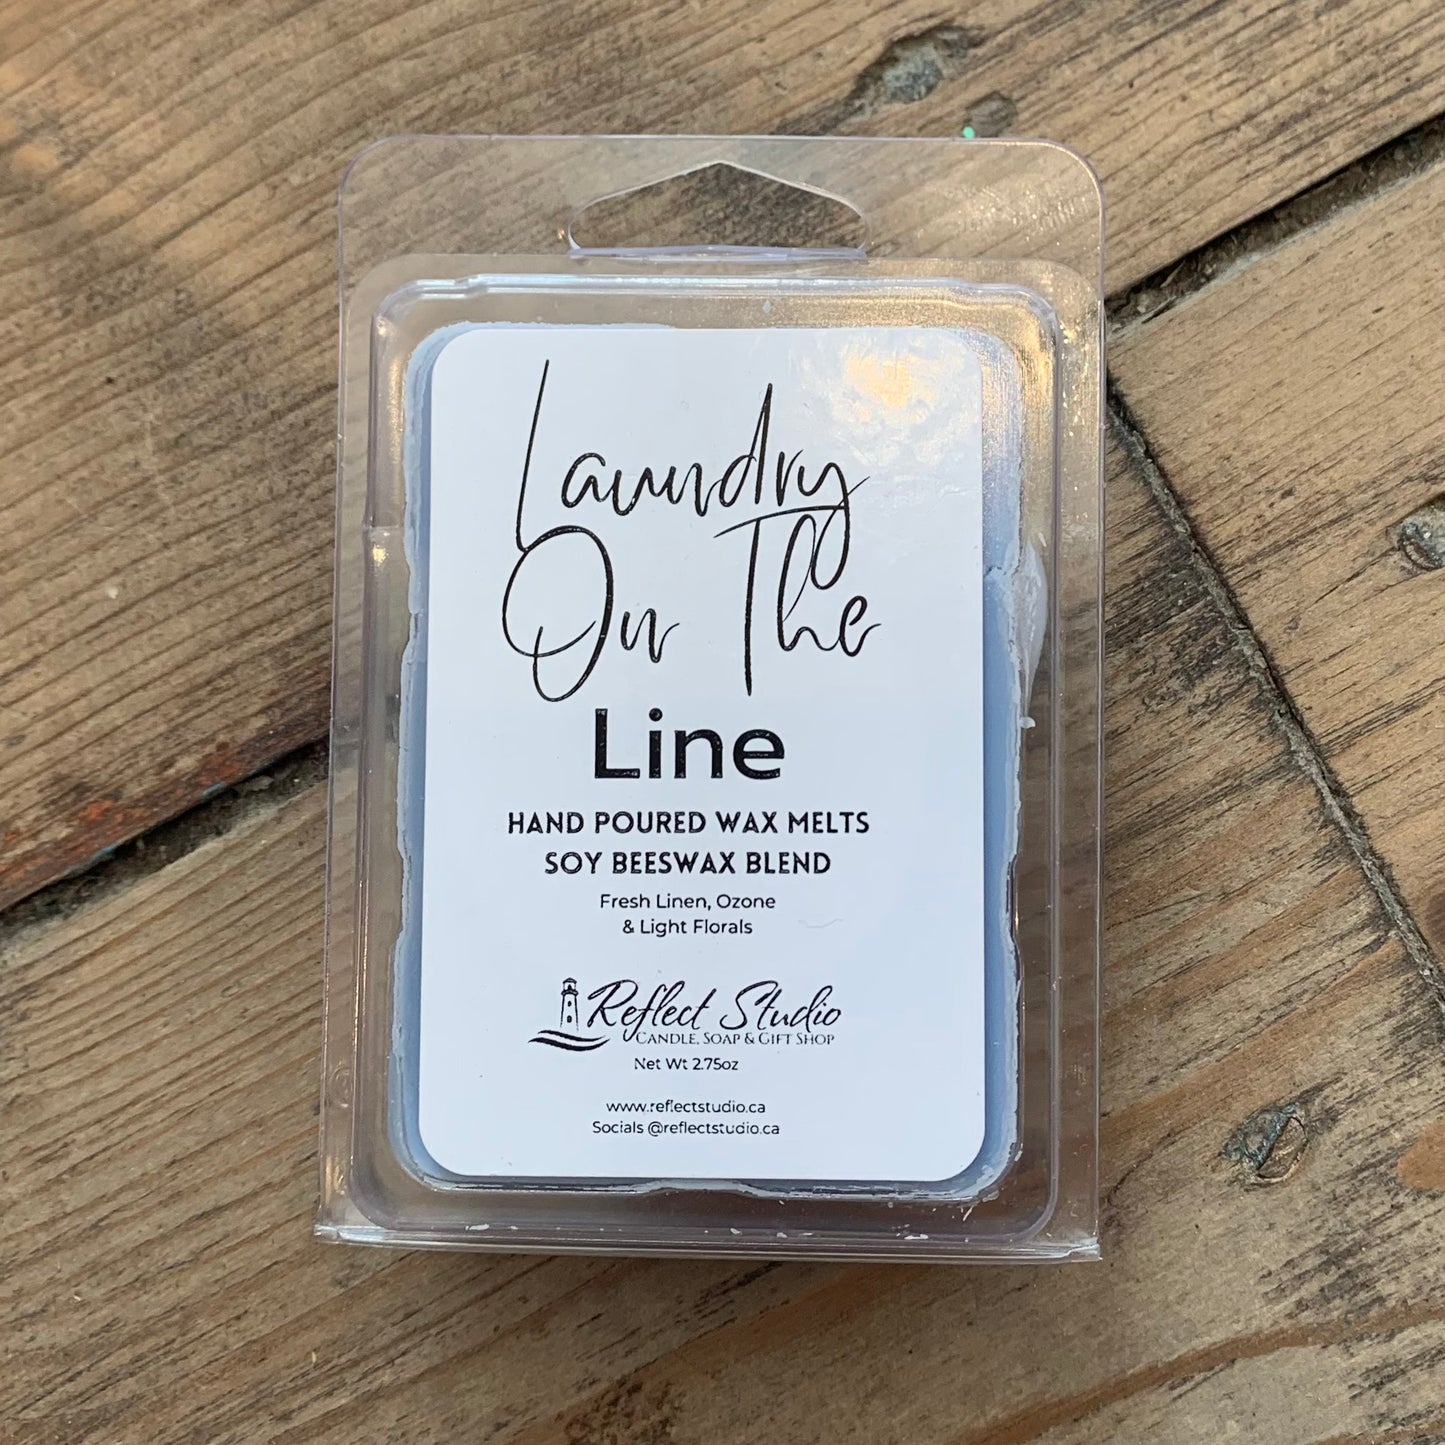 Laundry
On The
Line
HAND POURED WAX MELTS
SOY BEESWAX BLEND
Fresh Linen, Ozone
& Light Florals
Reflect Studio
CANDLE, SOAP & GIFT SHOP
Net Wt 2.75oz
www.reflectstudio.ca
Socials @reflectstudio.ca